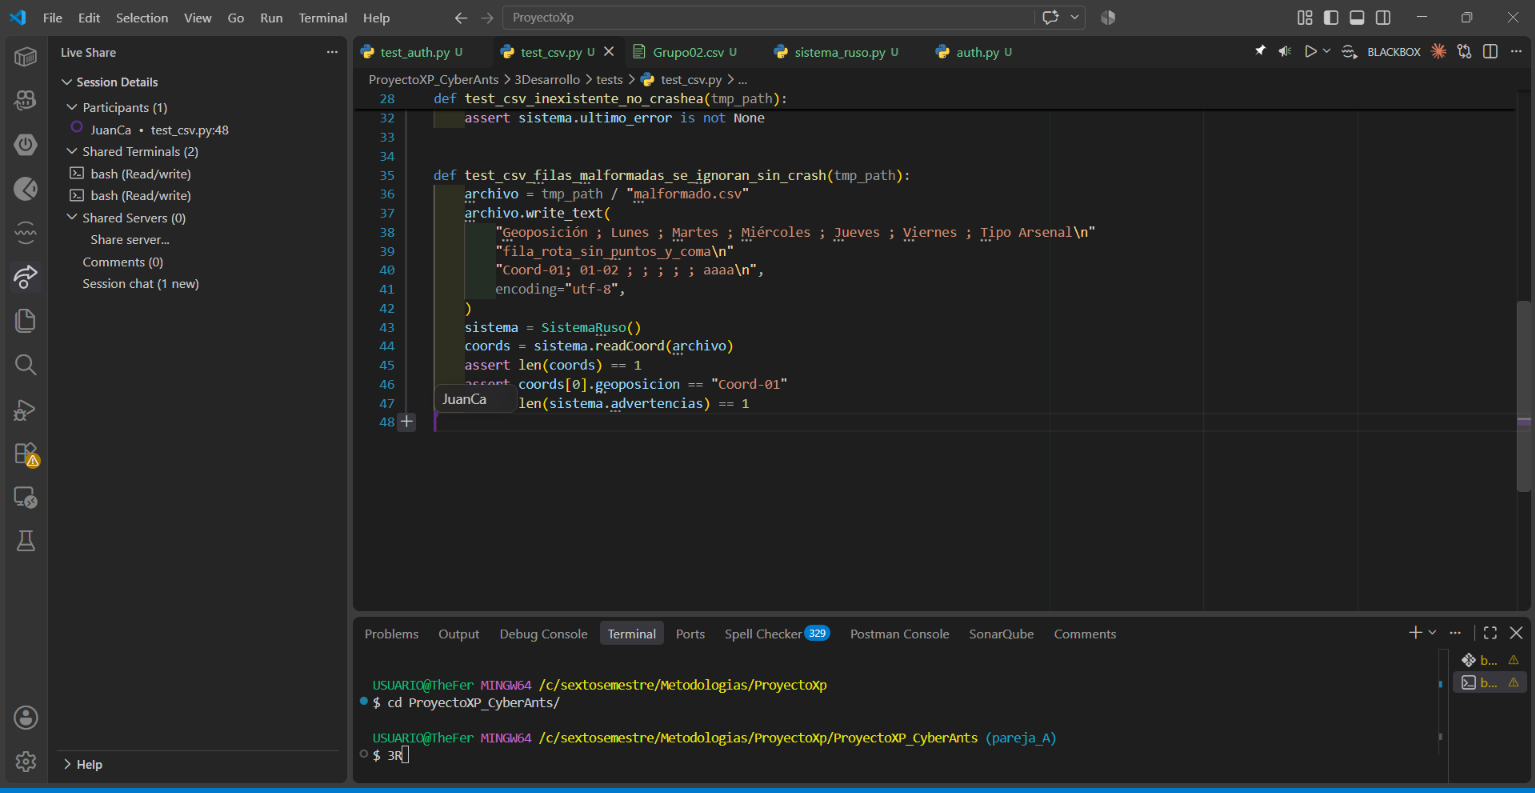 File Edit Selection View Go Run Terminal Help
ProyectoXp
Live Share
Session Details
Participants (1)
JuanCa • test_csv.py:48
Shared Terminals (2)
bash (Read/write)
bash (Read/write)
Shared Servers (0)
Share server...
Comments (0)
Session chat (1 new)
Help
test_auth.py U
test_csv.py U
Grupo02.csv U
sistema_ruso.py U
auth.py U
BLACKBOX
ProyectoXP_CyberAnts > 3Desarrollo > tests > test_csv.py > ...
28 def test_csv_inexistente_no_crashea(tmp_path):
32 assert sistema.ultimo_error is not None
33
34
35 def test_csv_filas_malformadas_se_ignoran_sin_crash(tmp_path):
36 archivo = tmp_path / "malformado.csv"
37 archivo.write_text(
38 "Geoposición ; Lunes ; Martes ; Miércoles ; Jueves ; Viernes ; Tipo Arsenal\n"
39 "fila_rota_sin_puntos_y_coma\n"
40 "Coord-01; 01-02 ; ; ; ; ; aaaa\n",
41 encoding="utf-8",
42 )
43 sistema = SistemaRuso()
44 coords = sistema.readCoord(archivo)
45 assert len(coords) == 1
46 assert coords[0].geoposicion == "Coord-01"
JuanCa
47 len(sistema.advertencias) == 1
48
Problems Output Debug Console Terminal Ports Spell Checker 329 Postman Console SonarQube Comments
USUARIO@TheFer MINGW64 /c/sextosemestre/Metodologias/ProyectoXp
$ cd ProyectoXP_CyberAnts/
USUARIO@TheFer MINGW64 /c/sextosemestre/Metodologias/ProyectoXp/ProyectoXP_CyberAnts (pareja_A)
$ 3R
b...
b...